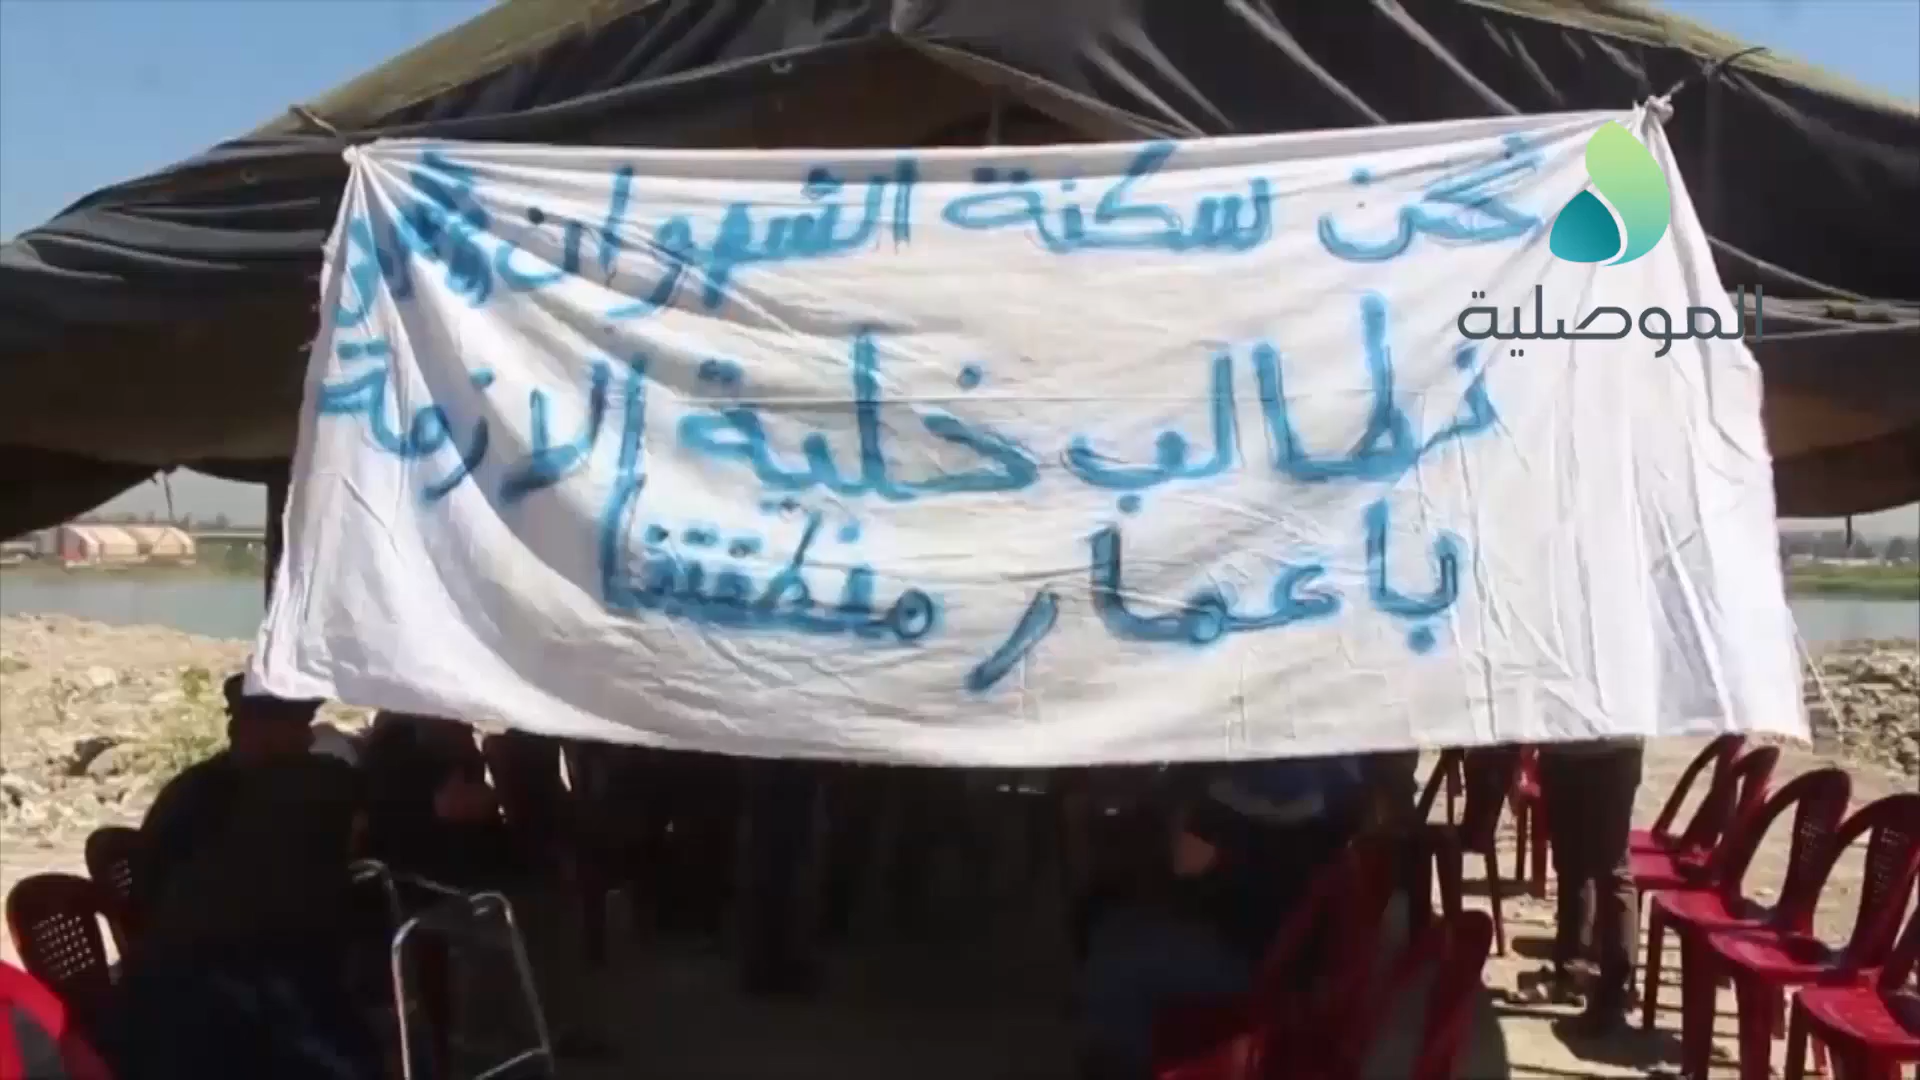 نحن سكنة الشهوان
نطالب خلية الازمة
باعمار منطقتنا
الموصلية